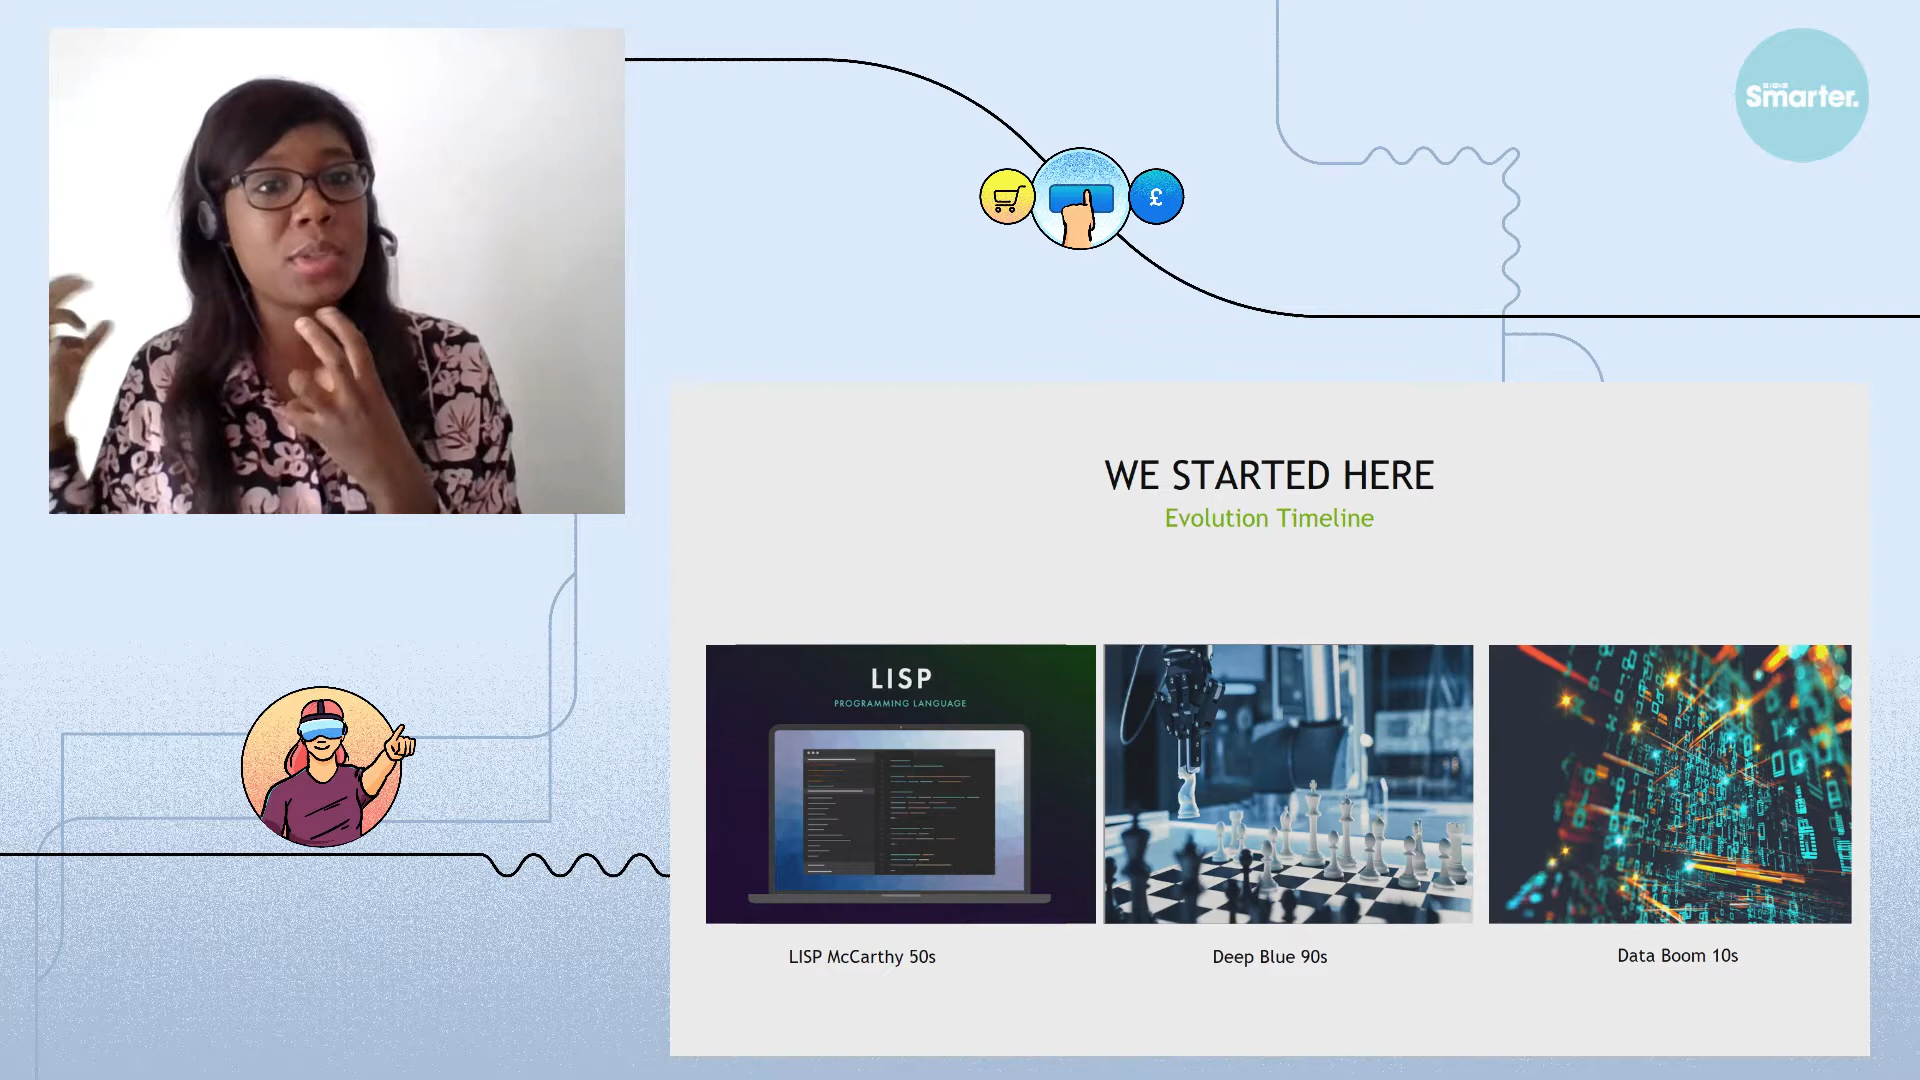 Smarter.
£
WE STARTED HERE
Evolution Timeline
LISP
PROGRAMMING LANGUAGE
LISP McCarthy 50s
Deep Blue 90s
Data Boom 10s